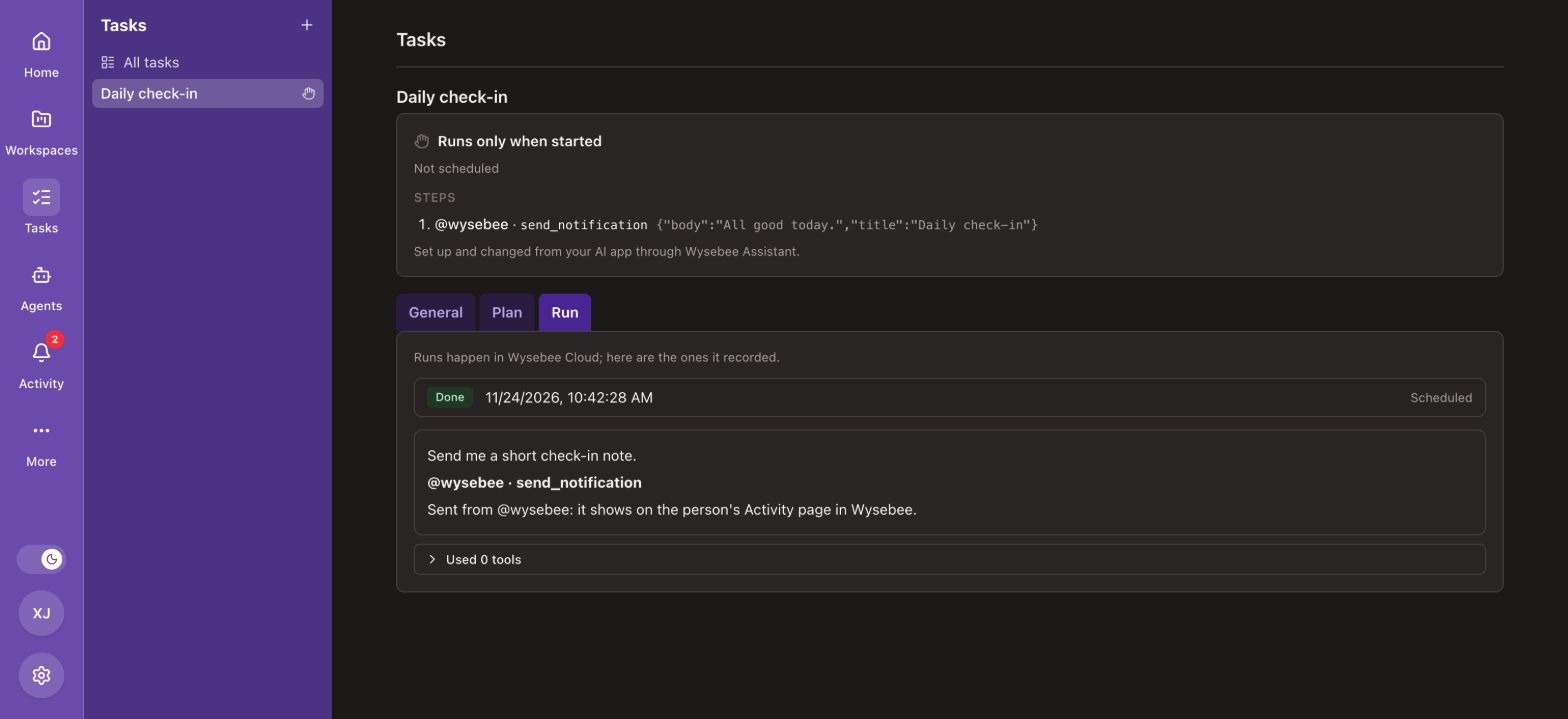 Home
Workspaces
Tasks
Agents
2
Activity
More
XJ
Tasks
All tasks
Daily check-in
Tasks
Daily check-in
Runs only when started
Not scheduled
STEPS
1. @wysebee · send_notification {"body":"All good today.","title":"Daily check-in"}
Set up and changed from your AI app through Wysebee Assistant.
General Plan Run
Runs happen in Wysebee Cloud; here are the ones it recorded.
Done 11/24/2026, 10:42:28 AM Scheduled
Send me a short check-in note.
@wysebee · send_notification
Sent from @wysebee: it shows on the person's Activity page in Wysebee.
Used 0 tools